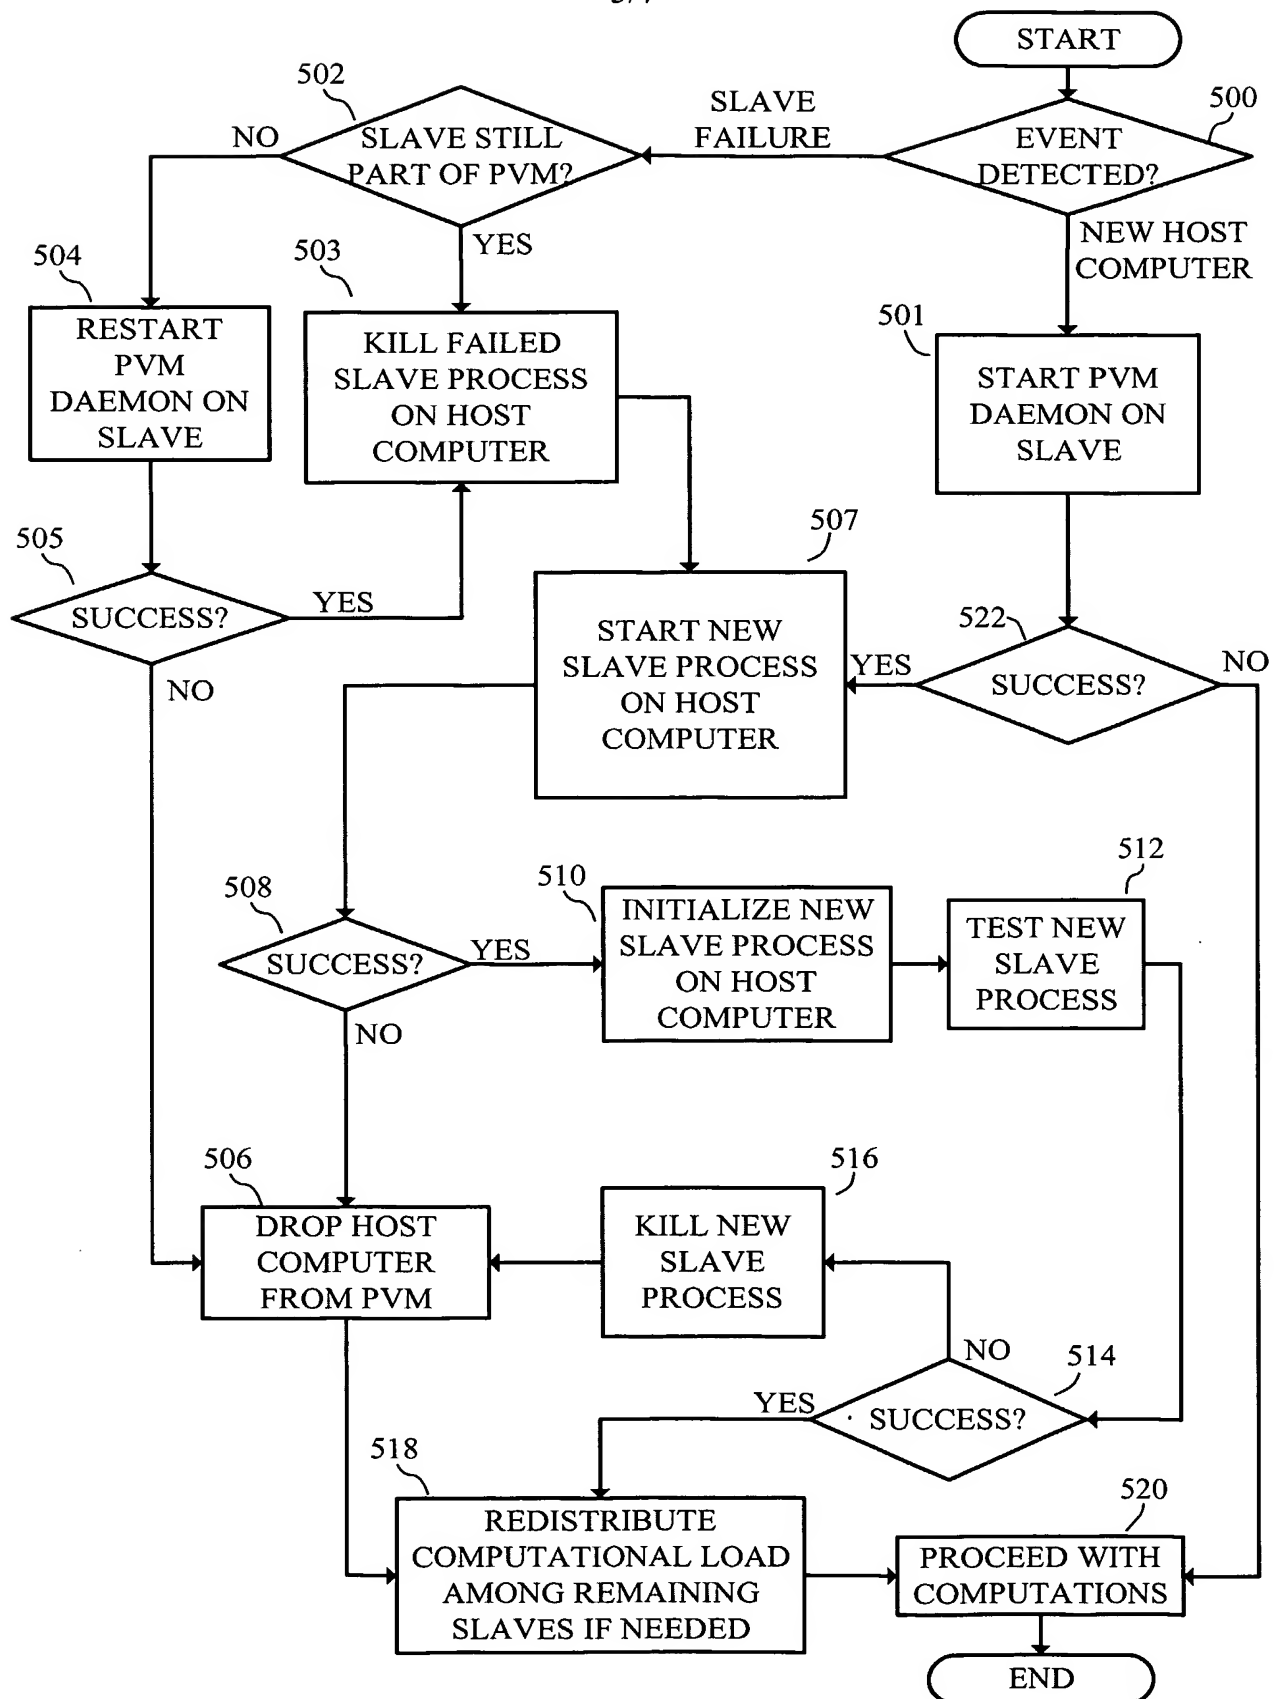 START
502
500
SLAVE
FAILURE
NO
SLAVE STILL
PART OF PVM?
EVENT
DETECTED?
YES
NEW HOST
COMPUTER
504
503
501
RESTART
PVM
DAEMON ON
SLAVE
KILL FAILED
SLAVE PROCESS
ON HOST
COMPUTER
START PVM
DAEMON ON
SLAVE
505
507
SUCCESS?
YES
NO
START NEW
SLAVE PROCESS
ON HOST
COMPUTER
522
YES
SUCCESS?
NO
508
510
512
SUCCESS?
YES
NO
INITIALIZE NEW
SLAVE PROCESS
ON HOST
COMPUTER
TEST NEW
SLAVE
PROCESS
506
516
DROP HOST
COMPUTER
FROM PVM
KILL NEW
SLAVE
PROCESS
NO
514
YES
SUCCESS?
518
520
REDISTRIBUTE
COMPUTATIONAL LOAD
AMONG REMAINING
SLAVES IF NEEDED
PROCEED WITH
COMPUTATIONS
END